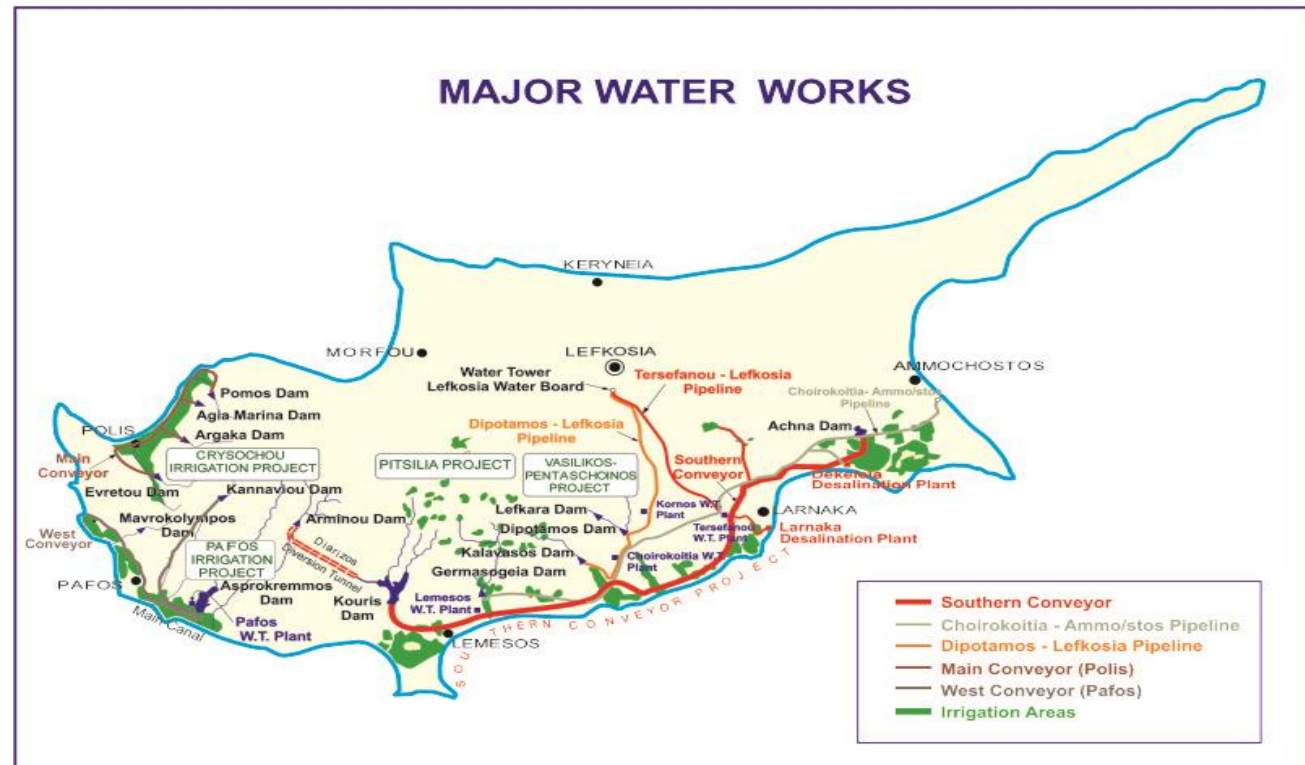 MAJOR WATER WORKS
KERYNEIA
MORFOU
LEFKOSIA
AMMOCHOSTOS
Water Tower
Lefkosia Water Board
Tersefanou - Lefkosia
Pipeline
Choirokoitia- Ammo/stos
Pipeline
Pomos Dam
Agia Marina Dam
Argaka Dam
POLIS
Main
Conveyor
CRYSOCHOU
IRRIGATION PROJECT
Evretou Dam
Kannaviou Dam
PITSILIA PROJECT
Dipotamos - Lefkosia
Pipeline
VASILIKOS-
PENTASCHOINOS
PROJECT
Southern
Conveyor
Achna Dam
Dekeleia
Desalination Plant
Mavrokolympos
Dam
West
Conveyor
Arminou Dam
Diarizos
Diversion Tunnel
Lefkara Dam
Dipotamos Dam
Kalavasos Dam
Germasogeia Dam
Kornos W.T.
Plant
Tersefanou
W.T. Plant
Choirokoitia W.T.
Plant
LARNAKA
Larnaka
Desalination Plant
PAFOS
IRRIGATION
PROJECT
PAFOS
Asprokremmos
Dam
Main Canal
Pafos
W.T. Plant
Kouris
Dam
Lemesos
W.T. Plant
LEMESOS
SOUTHERN CONVEYOR PROJECT
Southern Conveyor
Choirokoitia - Ammo/stos Pipeline
Dipotamos - Lefkosia Pipeline
Main Conveyor (Polis)
West Conveyor (Pafos)
Irrigation Areas